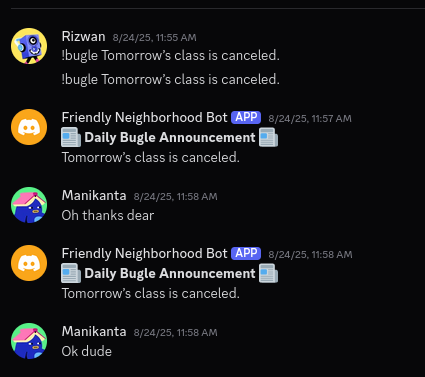 Rizwan 8/24/25, 11:55 AM
!bugle Tomorrow's class is canceled.
!bugle Tomorrow's class is canceled.
Friendly Neighborhood Bot APP 8/24/25, 11:57 AM
📰 Daily Bugle Announcement 📰
Tomorrow's class is canceled.
Manikanta 8/24/25, 11:58 AM
Oh thanks dear
Friendly Neighborhood Bot APP 8/24/25, 11:58 AM
📰 Daily Bugle Announcement 📰
Tomorrow's class is canceled.
Manikanta 8/24/25, 11:58 AM
Ok dude